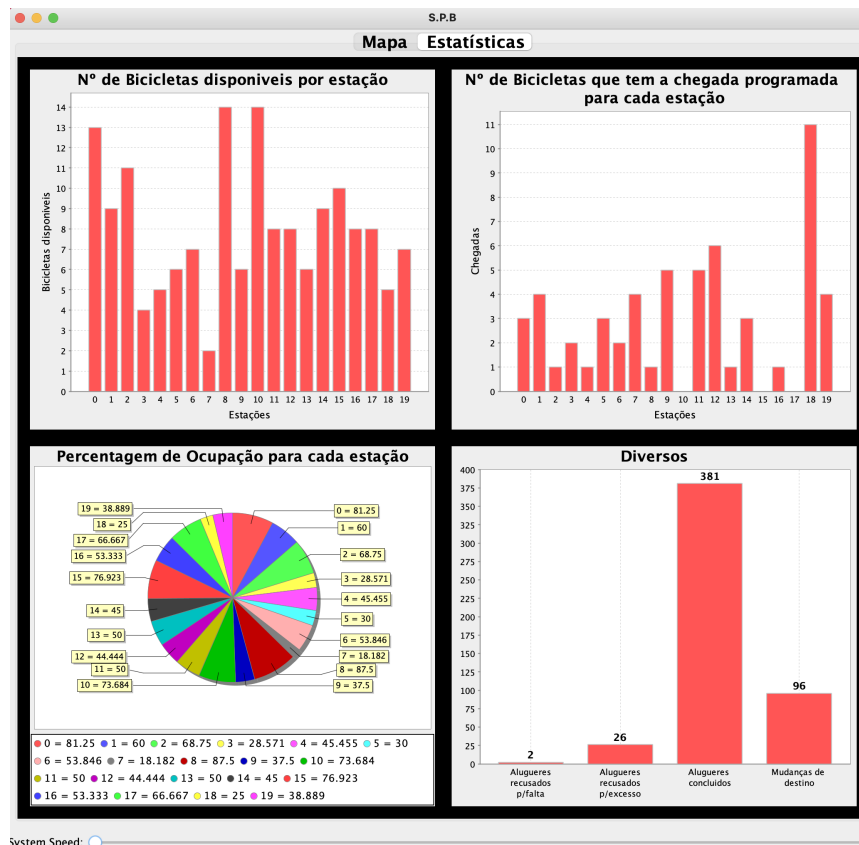 S.P.B
Mapa Estatísticas
Nº de Bicicletas disponiveis por estação
14
13
12
11
10
9
8
7
6
5
4
3
2
1
0
Bicicletas disponiveis
0 1 2 3 4 5 6 7 8 9 10 11 12 13 14 15 16 17 18 19
Estações
Nº de Bicicletas que tem a chegada programada
para cada estação
11
10
9
8
7
6
5
4
3
2
1
0
Chegadas
0 1 2 3 4 5 6 7 8 9 10 11 12 13 14 15 16 17 18 19
Estações
Percentagem de Ocupação para cada estação
19 = 38.889
18 = 25
17 = 66.667
16 = 53.333
15 = 76.923
14 = 45
13 = 50
12 = 44.444
11 = 50
10 = 73.684
0 = 81.25
1 = 60
2 = 68.75
3 = 28.571
4 = 45.455
5 = 30
6 = 53.846
7 = 18.182
8 = 87.5
9 = 37.5
0 = 81.25 1 = 60 2 = 68.75 3 = 28.571 4 = 45.455 5 = 30
6 = 53.846 7 = 18.182 8 = 87.5 9 = 37.5 10 = 73.684
11 = 50 12 = 44.444 13 = 50 14 = 45 15 = 76.923
16 = 53.333 17 = 66.667 18 = 25 19 = 38.889
Diversos
400
375
350
325
300
275
250
225
200
175
150
125
100
75
50
25
0
2
26
381
96
Alugueres
recusados
p/falta
Alugueres
recusados
p/excesso
Alugueres
concluidos
Mudanças de
destino
System Speed: